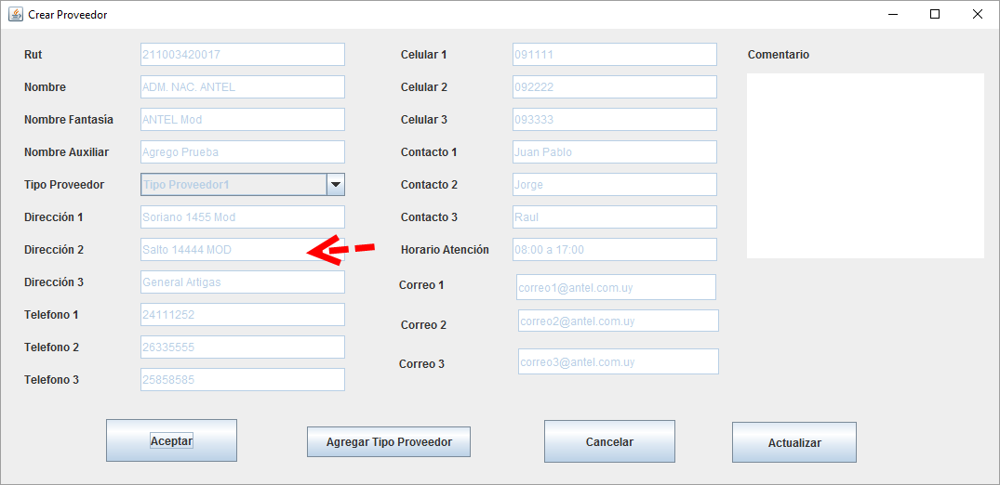 Crear Proveedor
Rut 211003420017
Nombre ADM. NAC. ANTEL
Nombre Fantasía ANTEL Mod
Nombre Auxiliar Agrego Prueba
Tipo Proveedor Tipo Proveedor1
Dirección 1 Soriano 1455 Mod
Dirección 2 Salto 14444 MOD
Dirección 3 General Artigas
Telefono 1 24111252
Telefono 2 26335555
Telefono 3 25858585
Celular 1 091111
Celular 2 092222
Celular 3 093333
Contacto 1 Juan Pablo
Contacto 2 Jorge
Contacto 3 Raul
Horario Atención 08:00 a 17:00
Correo 1 correo1@antel.com.uy
Correo 2 correo2@antel.com.uy
Correo 3 correo3@antel.com.uy
Comentario
Aceptar
Agregar Tipo Proveedor
Cancelar
Actualizar